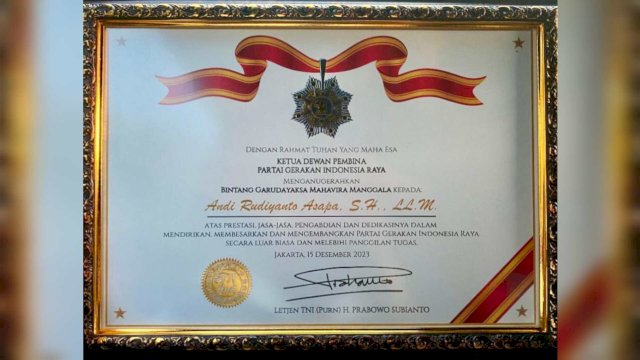 Dengan Rahmat Tuhan Yang Maha Esa
KETUA DEWAN PEMBINA
PARTAI GERAKAN INDONESIA RAYA
MENGANUGERAHKAN
BINTANG GARUDAYAKSA MAHAVIRA MANGGALA KEPADA:
Andi Rudiyanto Asapa, S.H., LL.M.
ATAS PRESTASI, JASA-JASA, PENGABDIAN DAN DEDIKASINYA DALAM
MENDIRIKAN, MEMBESARKAN DAN MENGEMBANGKAN PARTAI GERAKAN INDONESIA RAYA
SECARA LUAR BIASA DAN MELEBIHI PANGGILAN TUGAS.
JAKARTA, 15 DESEMBER 2023
LETJEN TNI (PURN) H. PRABOWO SUBIANTO